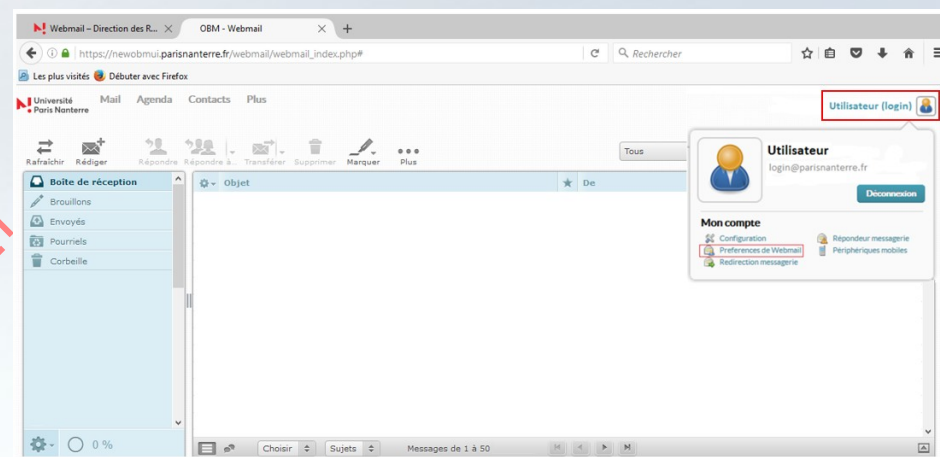 Webmail – Direction des R...
OBM - Webmail
https://newobmui.parisnanterre.fr/webmail/webmail_index.php#
Rechercher
Les plus visités Débuter avec Firefox
Université
Paris Nanterre
Mail Agenda Contacts Plus
Utilisateur (login)
Rafraîchir Rédiger Répondre Répondre à.. Transférer Supprimer Marquer Plus
Tous
Utilisateur
login@parisnanterre.fr
Déconnexion
Mon compte
Configuration Répondeur messagerie
Preferences de Webmail Périphériques mobiles
Redirection messagerie
Boîte de réception
Brouillons
Envoyés
Pourriels
Corbeille
Objet De
0 %
Choisir Sujets Messages de 1 à 50